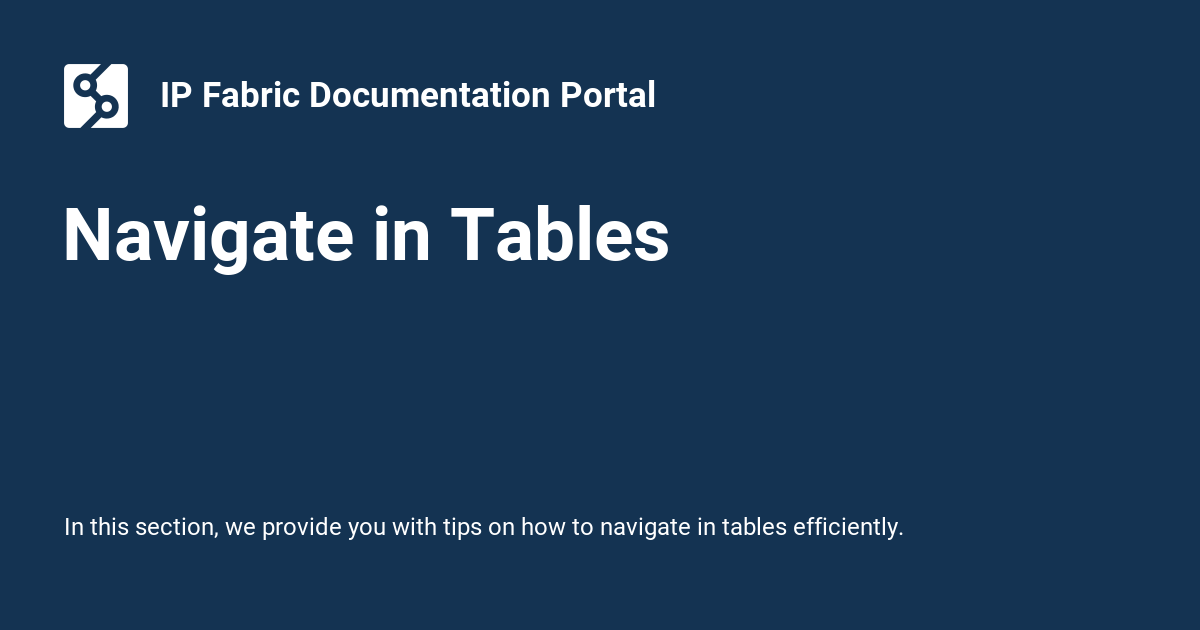 IP Fabric Documentation Portal
Navigate in Tables
In this section, we provide you with tips on how to navigate in tables efficiently.